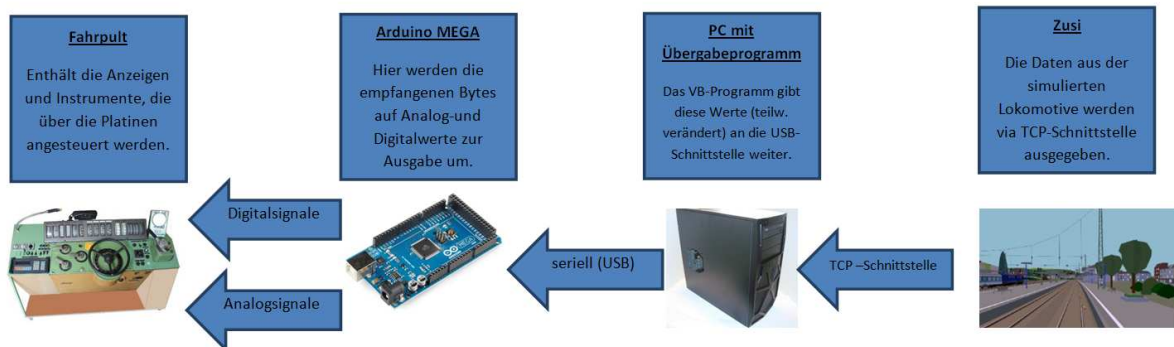 Fahrpult
Enthält die Anzeigen
und Instrumente, die
über die Platinen
angesteuert werden.
Arduino MEGA
Hier werden die
empfangenen Bytes
auf Analog-und
Digitalwerte zur
Ausgabe um.
PC mit
Übergabeprogramm
Das VB-Programm gibt
diese Werte (teilw.
verändert) an die USB-
Schnittstelle weiter.
Zusi
Die Daten aus der
simulierten
Lokomotive werden
via TCP-Schnittstelle
ausgegeben.
Digitalsignale
Analogsignale
seriell (USB)
TCP –Schnittstelle